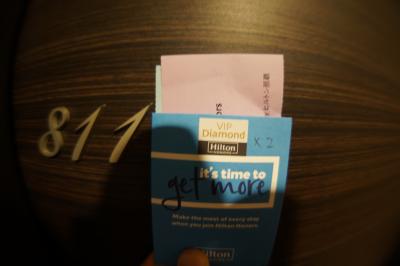 811
VIP
Diamond
Hilton
HONORS
x 2
it's time to
get more
Make the most of every stay
when you join Hilton Honors.
Hilton